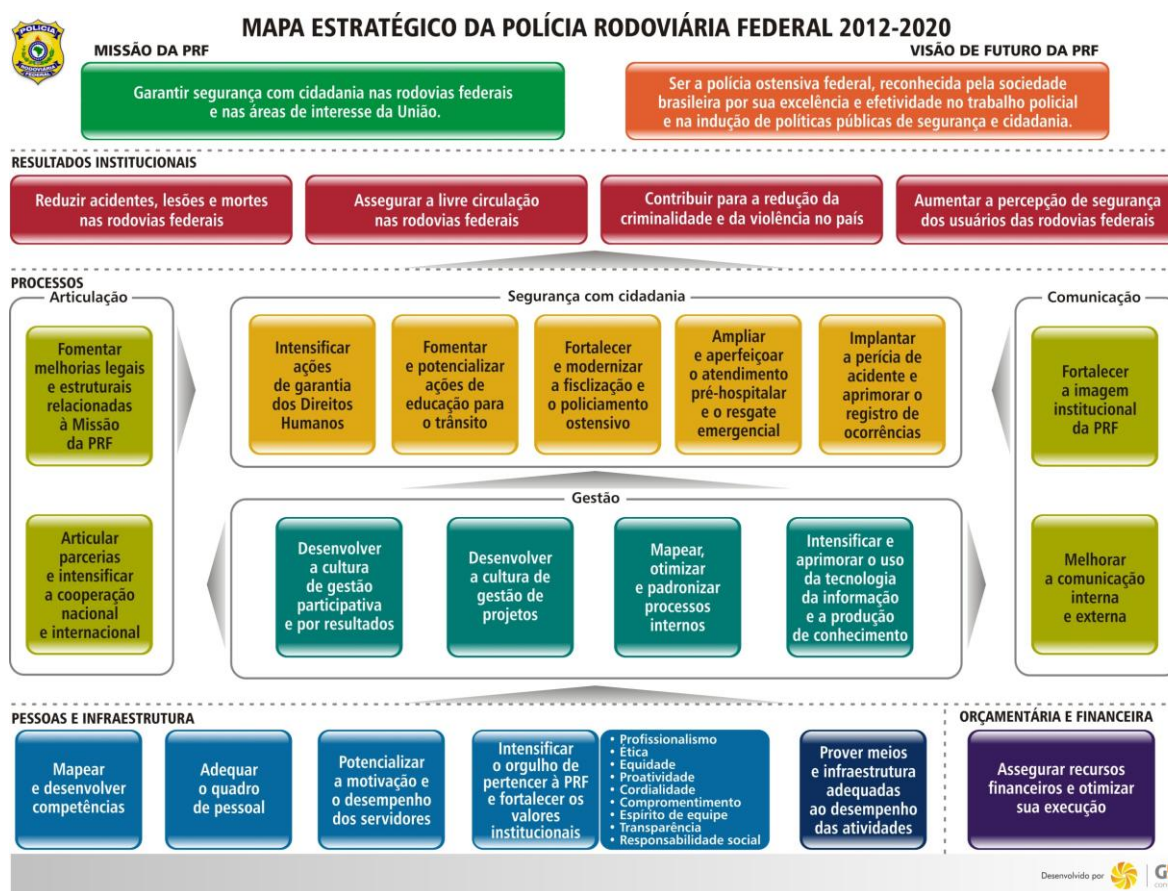 MAPA ESTRATÉGICO DA POLÍCIA RODOVIÁRIA FEDERAL 2012-2020
POLÍCIA
RODOVIÁRIA
FEDERAL
MISSÃO DA PRF
Garantir segurança com cidadania nas rodovias federais
e nas áreas de interesse da União.
VISÃO DE FUTURO DA PRF
Ser a polícia ostensiva federal, reconhecida pela sociedade
brasileira por sua excelência e efetividade no trabalho policial
e na indução de políticas públicas de segurança e cidadania.
RESULTADOS INSTITUCIONAIS
Reduzir acidentes, lesões e mortes
nas rodovias federais
Assegurar a livre circulação
nas rodovias federais
Contribuir para a redução da
criminalidade e da violência no país
Aumentar a percepção de segurança
dos usuários das rodovias federais
PROCESSOS
Articulação
Fomentar
melhorias legais
e estruturais
relacionadas
à Missão
da PRF
Articular
parcerias
e intensificar
a cooperação
nacional
e internacional
Segurança com cidadania
Intensificar
ações
de garantia
dos Direitos
Humanos
Fomentar
e potencializar
ações de
educação para
o trânsito
Fortalecer
e modernizar
a fisclização e
o policiamento
ostensivo
Ampliar
e aperfeiçoar
o atendimento
pré-hospitalar
e o resgate
emergencial
Implantar
a perícia de
acidente e
aprimorar o
registro de
ocorrências
Gestão
Desenvolver
a cultura
de gestão
participativa
e por resultados
Desenvolver
a cultura de
gestão de
projetos
Mapear,
otimizar
e padronizar
processos
internos
Intensificar e
aprimorar o uso
da tecnologia
da informação
e a produção
de conhecimento
Comunicação
Fortalecer
a imagem
institucional
da PRF
Melhorar
a comunicação
interna
e externa
PESSOAS E INFRAESTRUTURA
Mapear
e desenvolver
competências
Adequar
o quadro
de pessoal
Potencializar
a motivação e
o desempenho
dos servidores
Intensificar
o orgulho de
pertencer à PRF
e fortalecer os
valores
institucionais
• Profissionalismo
• Ética
• Equidade
• Proatividade
• Cordialidade
• Compromentimento
• Espírito de equipe
• Transparência
• Responsabilidade social
Prover meios
e infraestrutura
adequadas
ao desempenho
das atividades
ORÇAMENTÁRIA E FINANCEIRA
Assegurar recursos
financeiros e otimizar
sua execução
Desenvolvido por